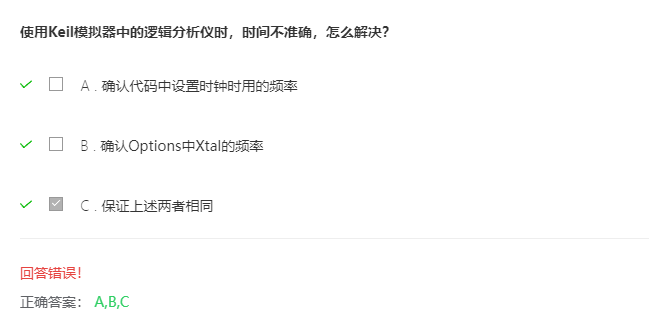 使用Keil模拟器中的逻辑分析仪时，时间不准确，怎么解决？
A . 确认代码中设置时钟时用的频率
B . 确认Options中Xtal的频率
C . 保证上述两者相同
回答错误！
正确答案： A,B,C